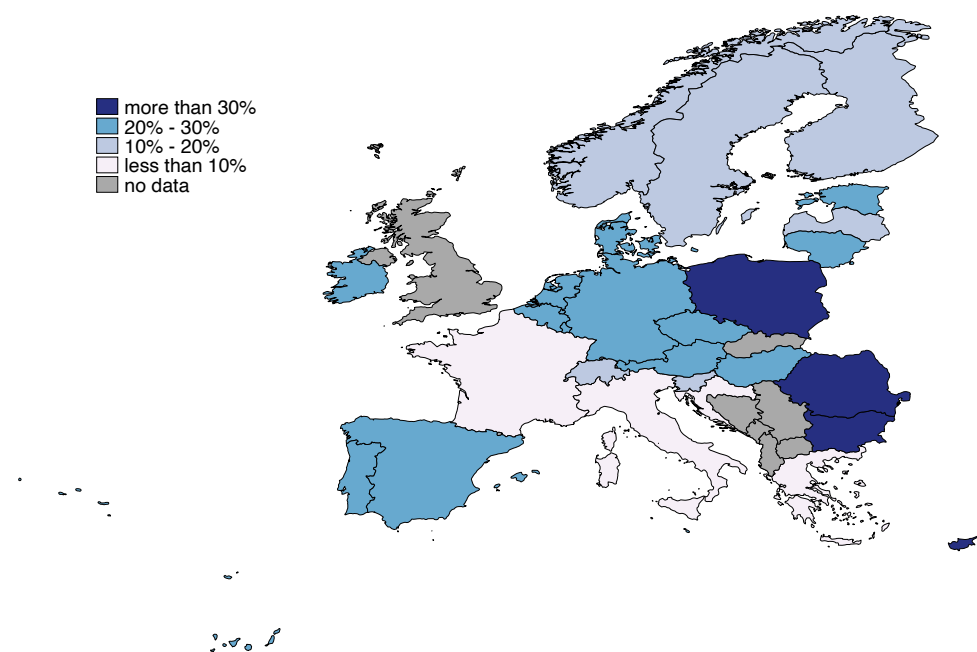 more than 30%
20% - 30%
10% - 20%
less than 10%
no data